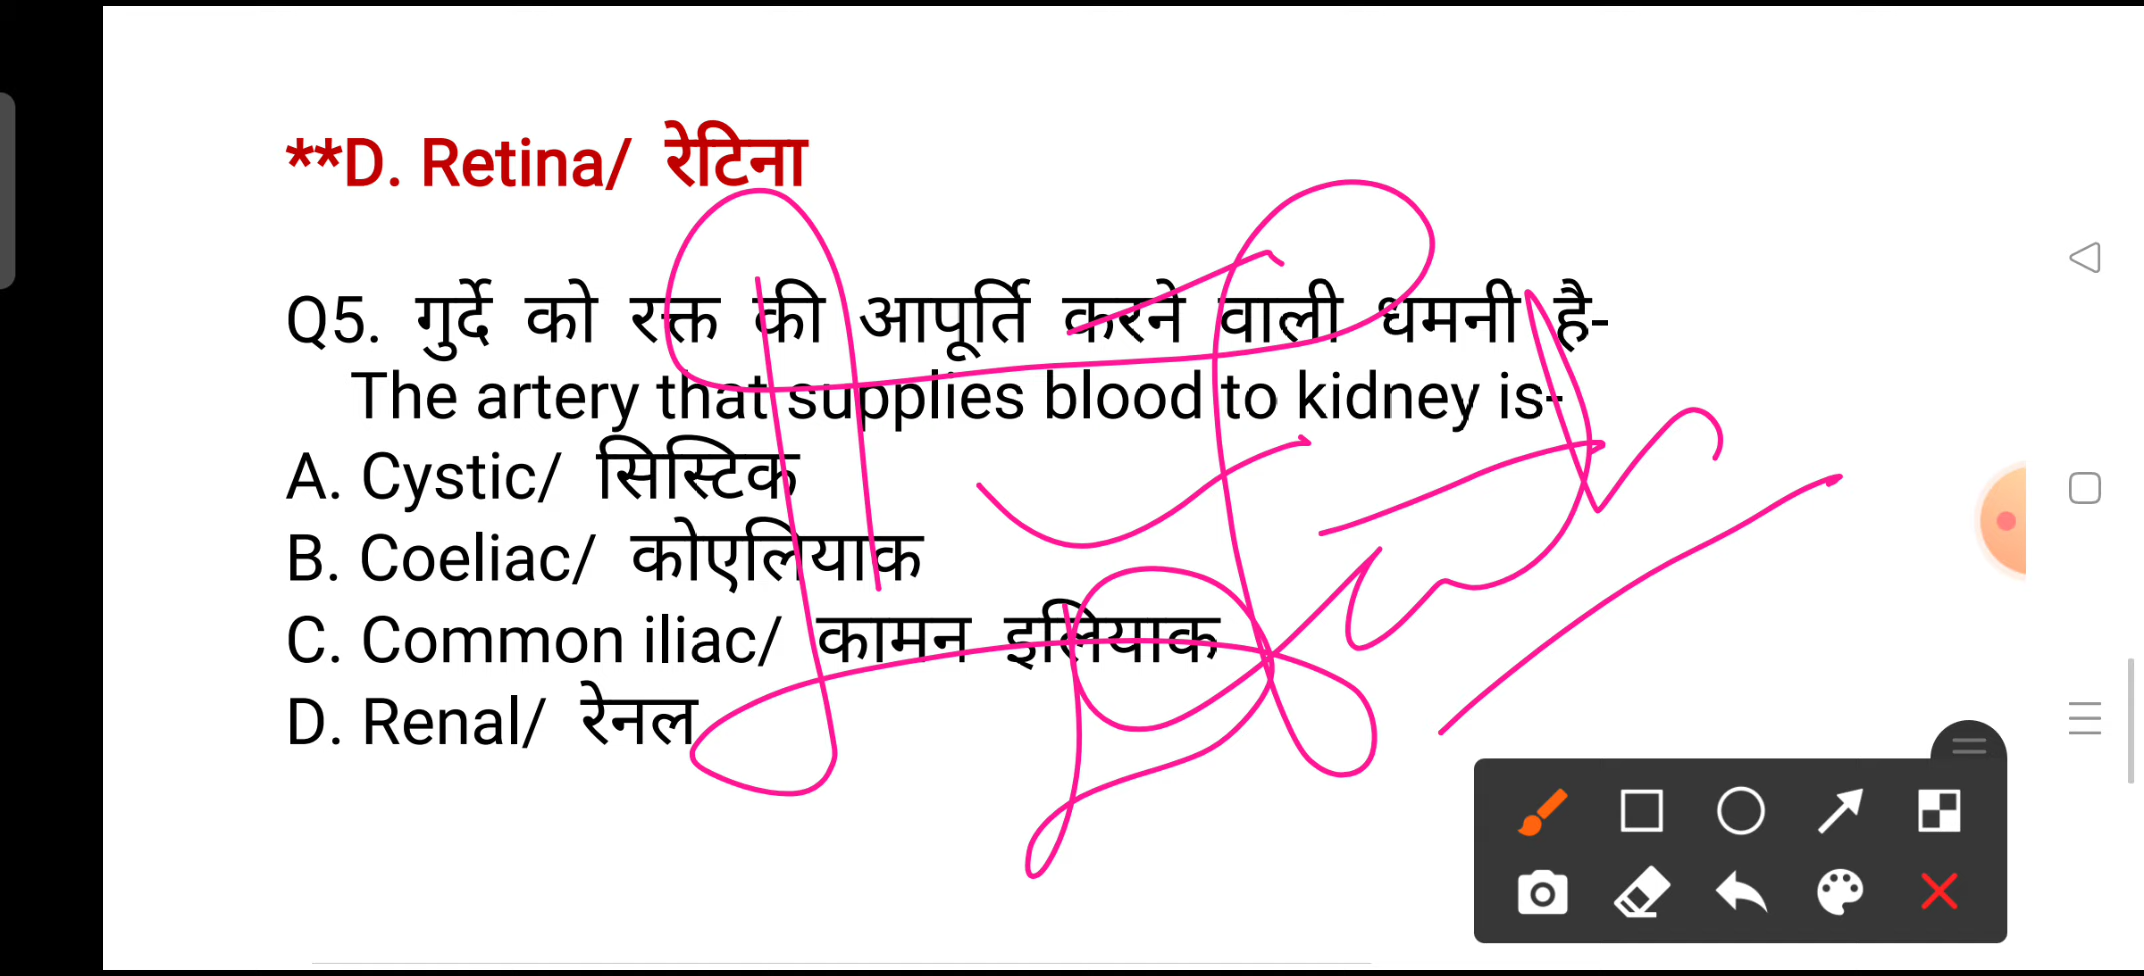 **D. Retina/ रेटिना
Q5. गुर्दे को रक्त की आपूर्ति करने वाली धमनी है-
The artery that supplies blood to kidney is-
A. Cystic/ सिस्टिक
B. Coeliac/ कोएलियाक
C. Common iliac/ कामन इलियाक
D. Renal/ रेनल